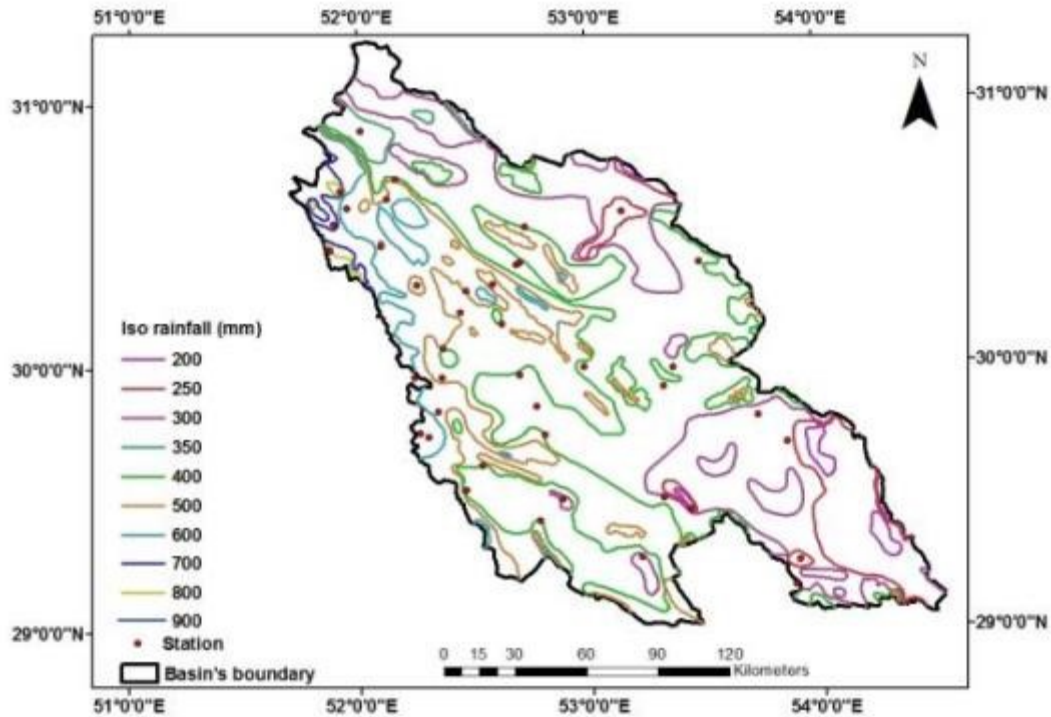 51°0'0"E 52°0'0"E 53°0'0"E 54°0'0"E
N
31°0'0"N 31°0'0"N
Iso rainfall (mm)
200
30°0'0"N 30°0'0"N
250
300
350
400
500
600
700
800
900
29°0'0"N 29°0'0"N
Station
Basin's boundary
0 15 30 60 90 120
Kilometers
51°0'0"E 52°0'0"E 53°0'0"E 54°0'0"E